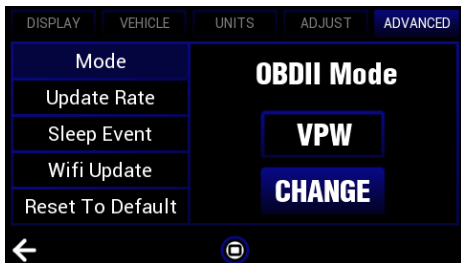 DISPLAY VEHICLE UNITS ADJUST ADVANCED
Mode
Update Rate
Sleep Event
Wifi Update
Reset To Default
OBDII Mode
VPW
CHANGE